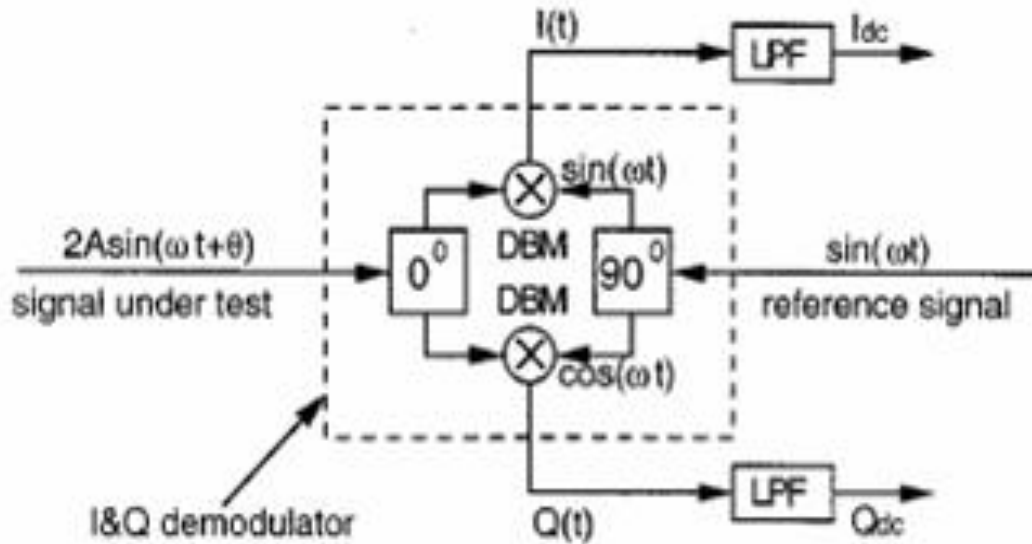 I(t)
LPF
Idc
sin(ωt)
2Asin(ωt+θ)
0⁰
DBM
90⁰
sin(ωt)
signal under test
DBM
reference signal
cos(ωt)
I&Q demodulator
Q(t)
LPF
Qdc